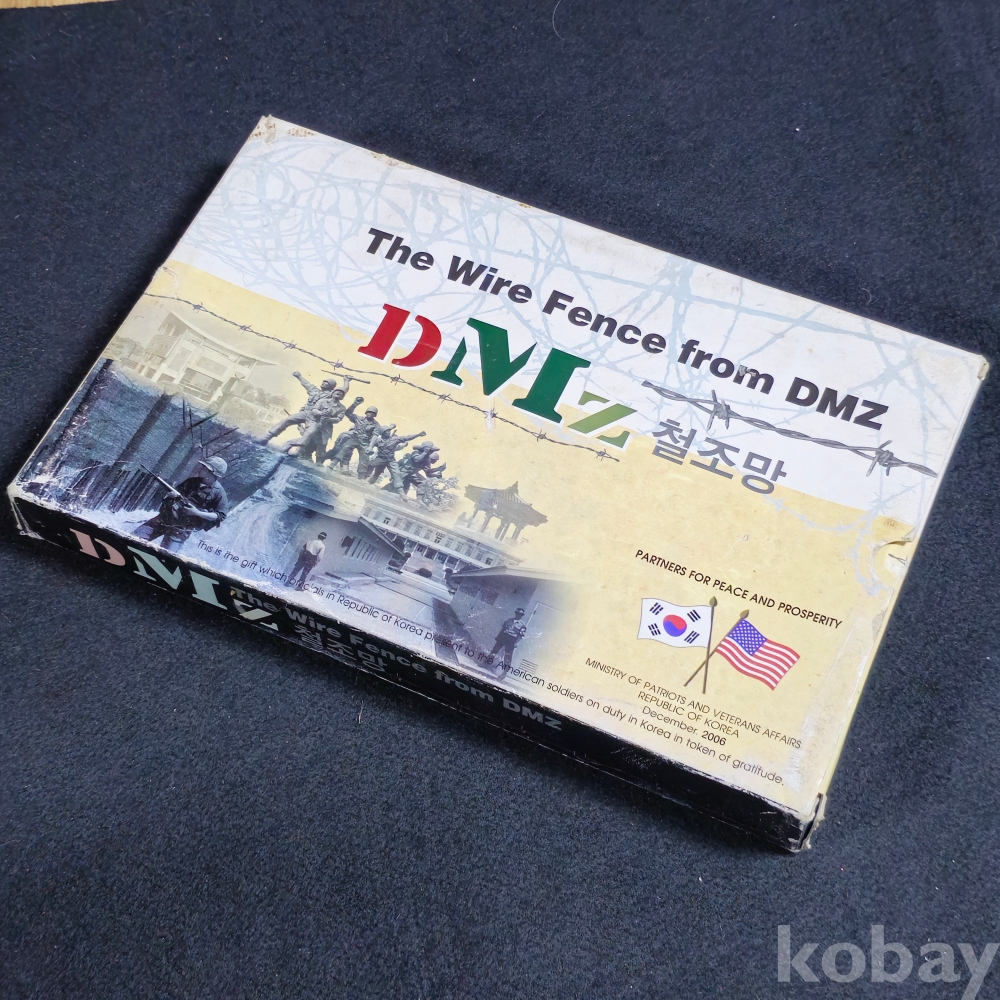 The Wire Fence from DMZ
DMZ 철조망
PARTNERS FOR PEACE AND PROSPERITY
MINISTRY OF PATRIOTS AND VETERANS AFFAIRS
REPUBLIC OF KOREA
December. 2006
This is the gift which officials in Republic of Korea present to the American soldiers on duty in Korea in token of gratitude.
DMZ The Wire Fence from DMZ
철조망
kobay